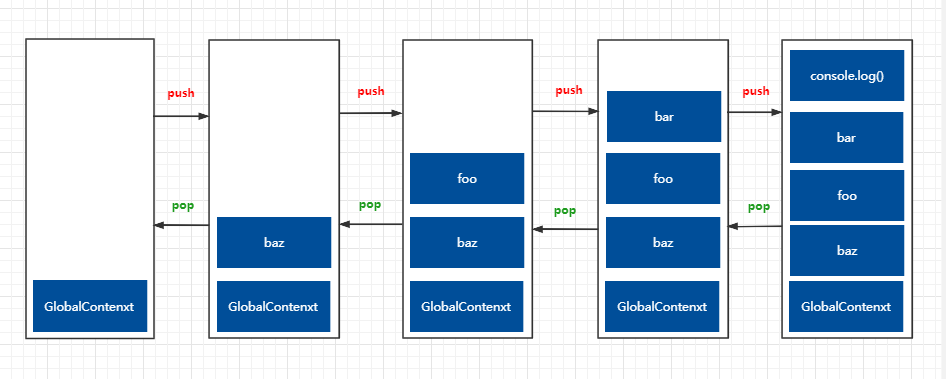 push
pop
push
pop
push
pop
push
pop
GlobalContenxt
baz
GlobalContenxt
foo
baz
GlobalContenxt
bar
foo
baz
GlobalContenxt
console.log()
bar
foo
baz
GlobalContenxt